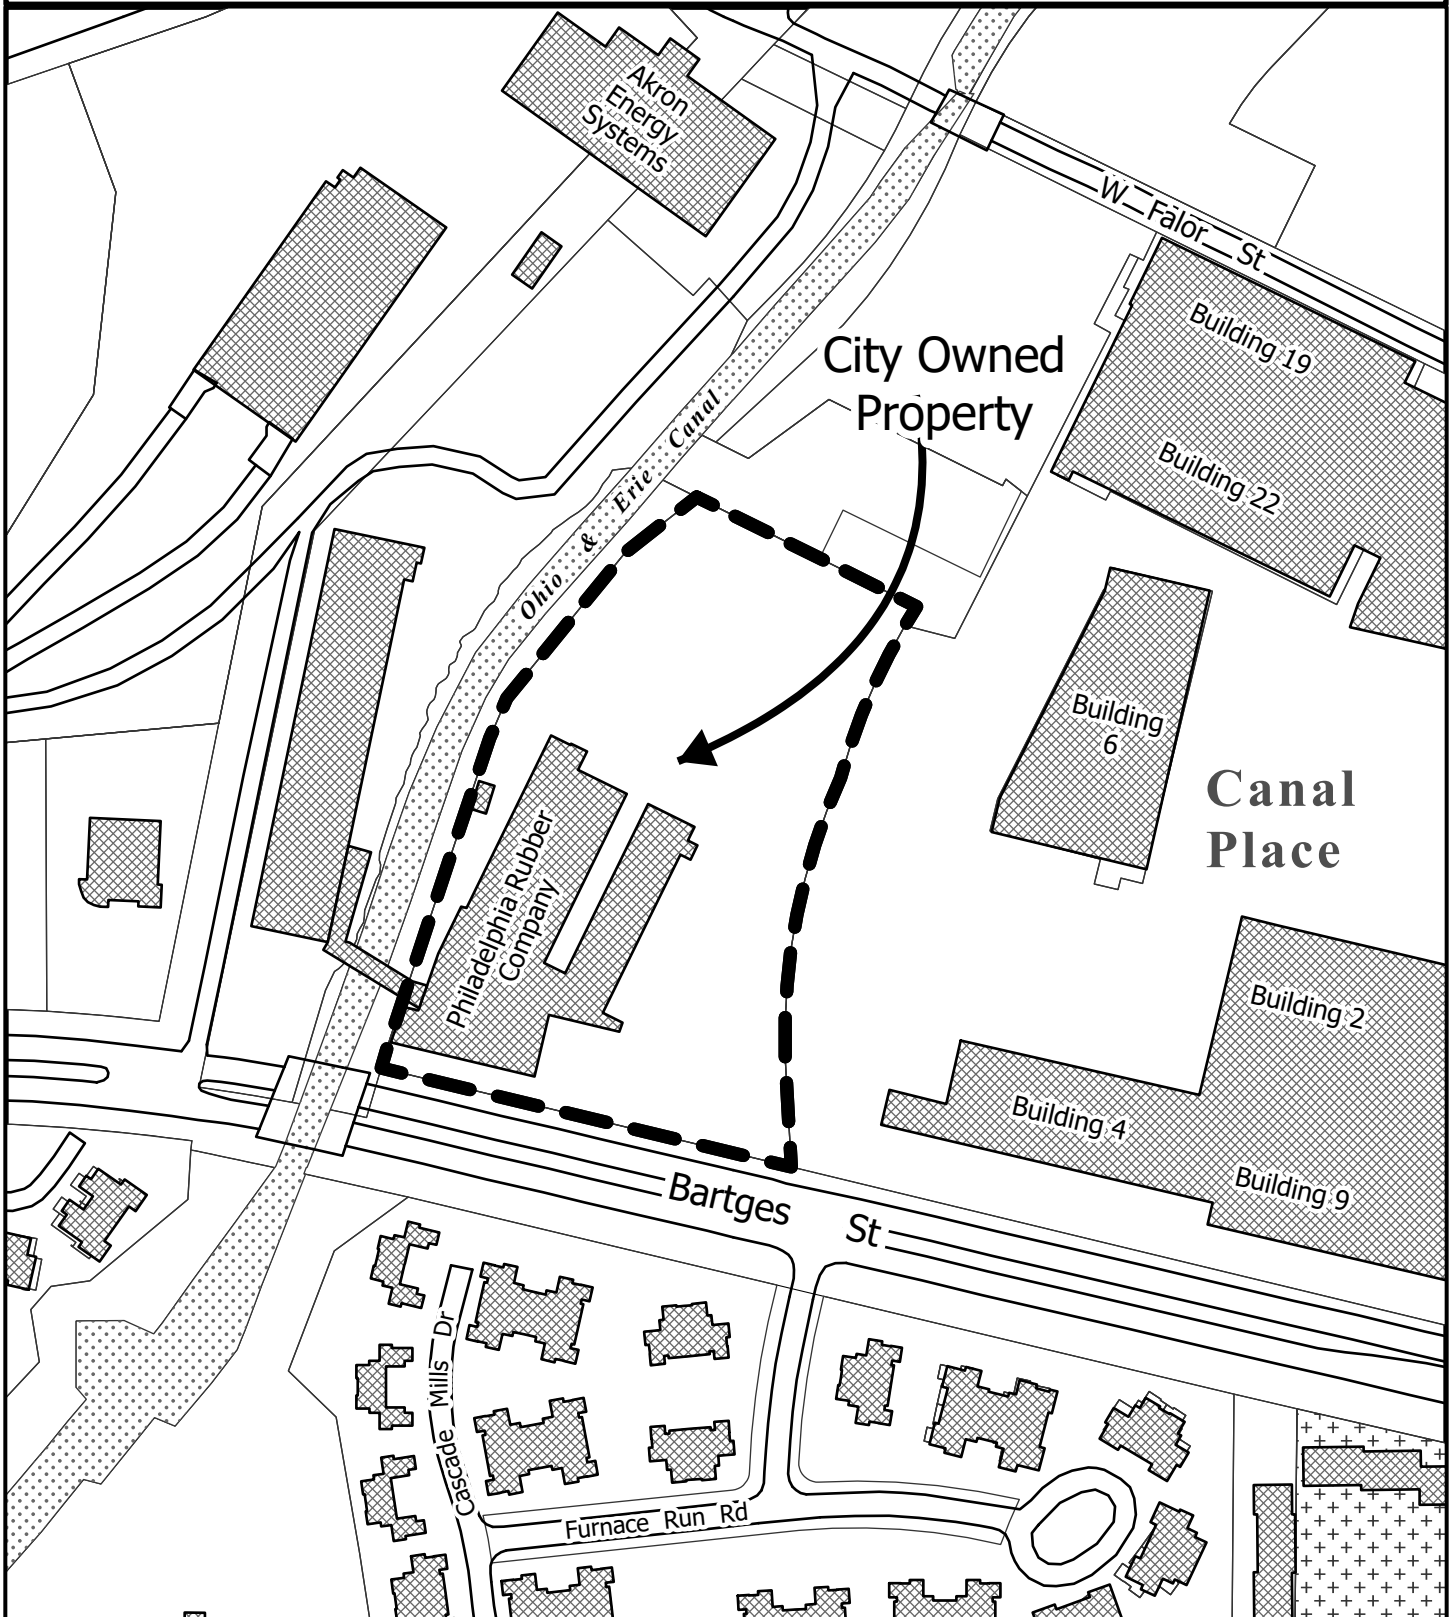 Akron
Energy
Systems
W Falor St
Building 19
City Owned
Property
Ohio & Erie Canal
Building 22
Building
6
Canal
Place
Philadelphia Rubber
Company
Building 2
Building 4
Building 9
Bartges St
Cascade Mills Dr
Furnace Run Rd